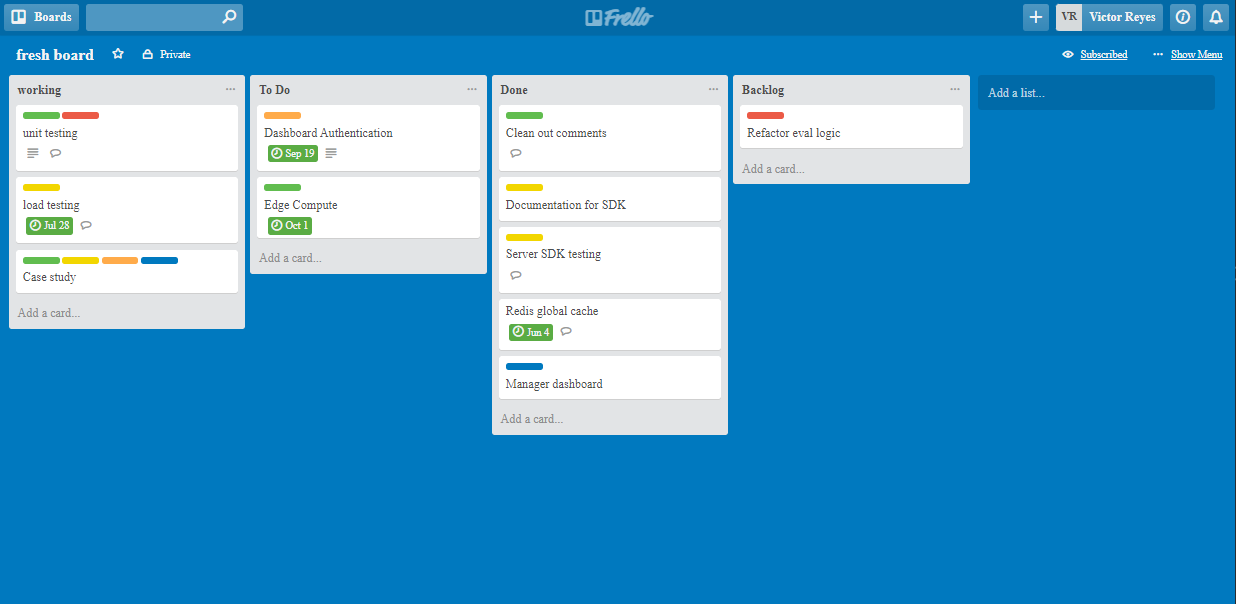 Boards
Frello
VR Victor Reyes
fresh board
Private
Subscribed
... Show Menu
working
unit testing
load testing
Jul 28
Case study
Add a card...
To Do
Dashboard Authentication
Sep 19
Edge Compute
Oct 1
Add a card...
Done
Clean out comments
Documentation for SDK
Server SDK testing
Redis global cache
Jun 4
Manager dashboard
Add a card...
Backlog
Refactor eval logic
Add a card...
Add a list...